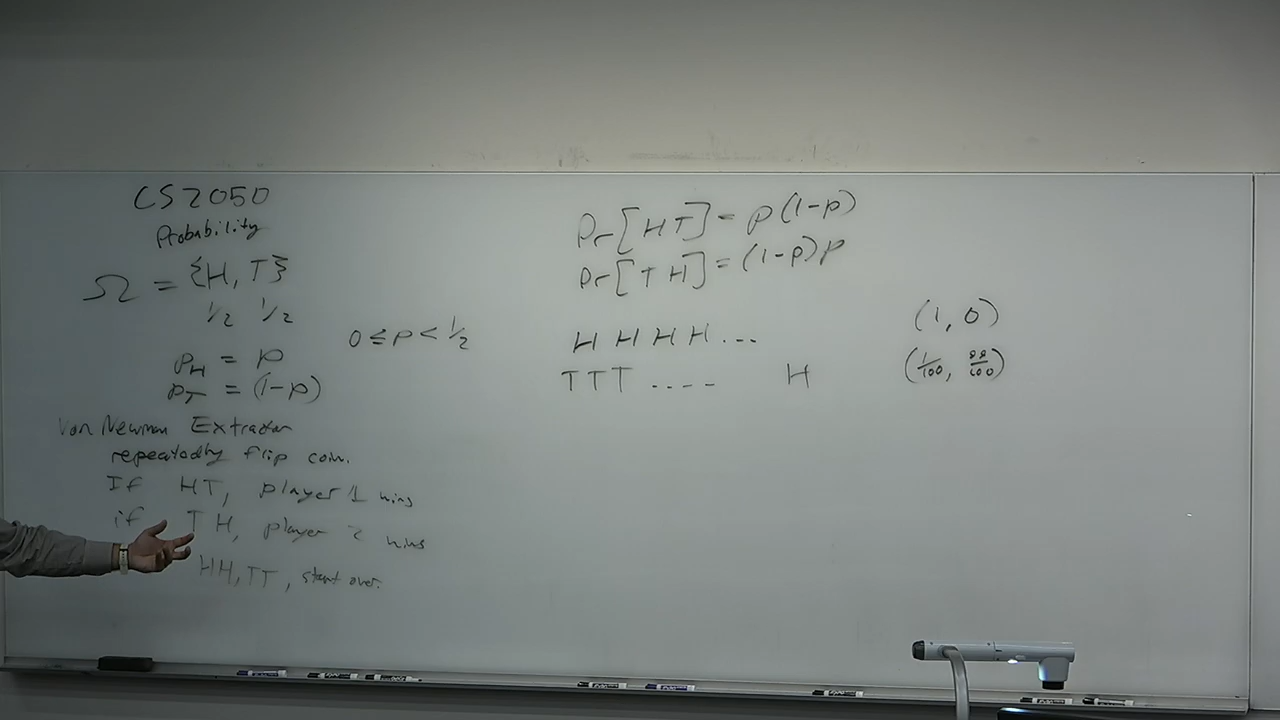 CS2050
Probability
Ω = {H, T}
1/2 1/2
P_H = p
P_T = (1-p)
0 ≤ p < 1/2
Von Newman Extractor
repeatedly flip coin.
If HT, player 1 wins
if TH, player 2 wins
HH, TT, start over.
Pr[HT] = p(1-p)
Pr[TH] = (1-p)p
H H H H ...
T T T .... H
(1, 0)
(1/100, 99/100)